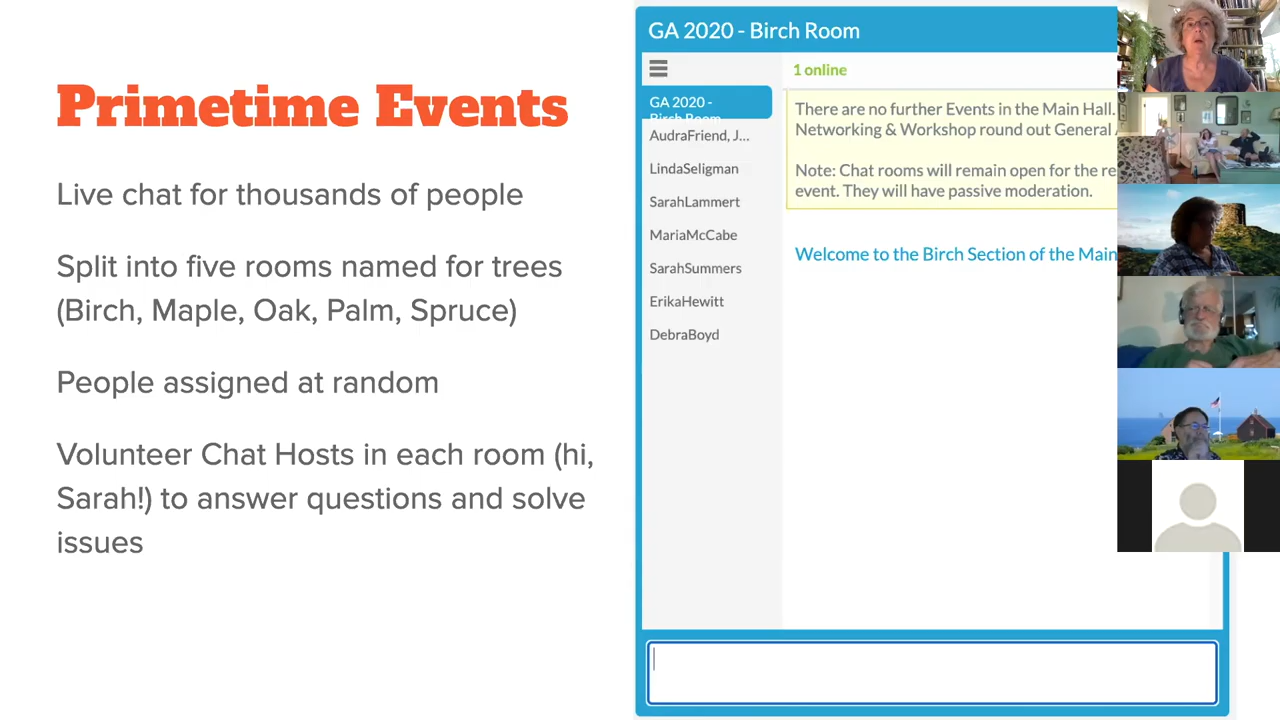 Primetime Events
Live chat for thousands of people
Split into five rooms named for trees
(Birch, Maple, Oak, Palm, Spruce)
People assigned at random
Volunteer Chat Hosts in each room (hi,
Sarah!) to answer questions and solve
issues
GA 2020 - Birch Room
1 online
GA 2020 -
Birch Room
AudraFriend, J...
LindaSeligman
SarahLammert
MariaMcCabe
SarahSummers
ErikaHewitt
DebraBoyd
There are no further Events in the Main Hall.
Networking & Workshop round out General
Note: Chat rooms will remain open for the re
event. They will have passive moderation.
Welcome to the Birch Section of the Main